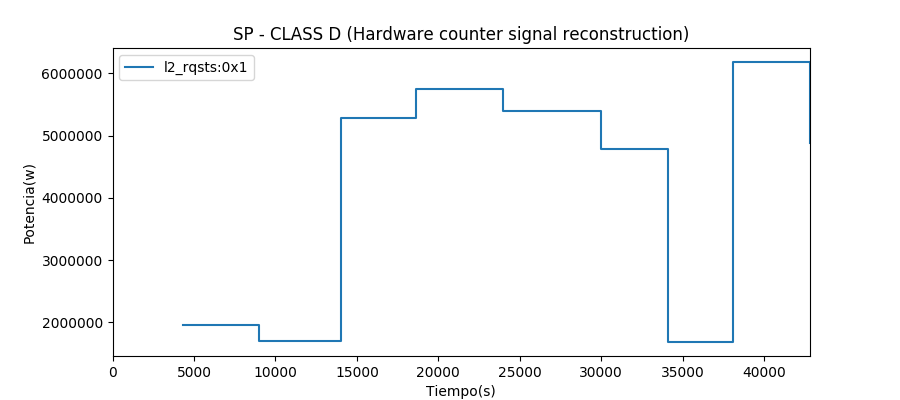 SP - CLASS D (Hardware counter signal reconstruction)
l2_rqsts:0x1
6000000
5000000
4000000
3000000
2000000
Potencia(w)
0 5000 10000 15000 20000 25000 30000 35000 40000
Tiempo(s)